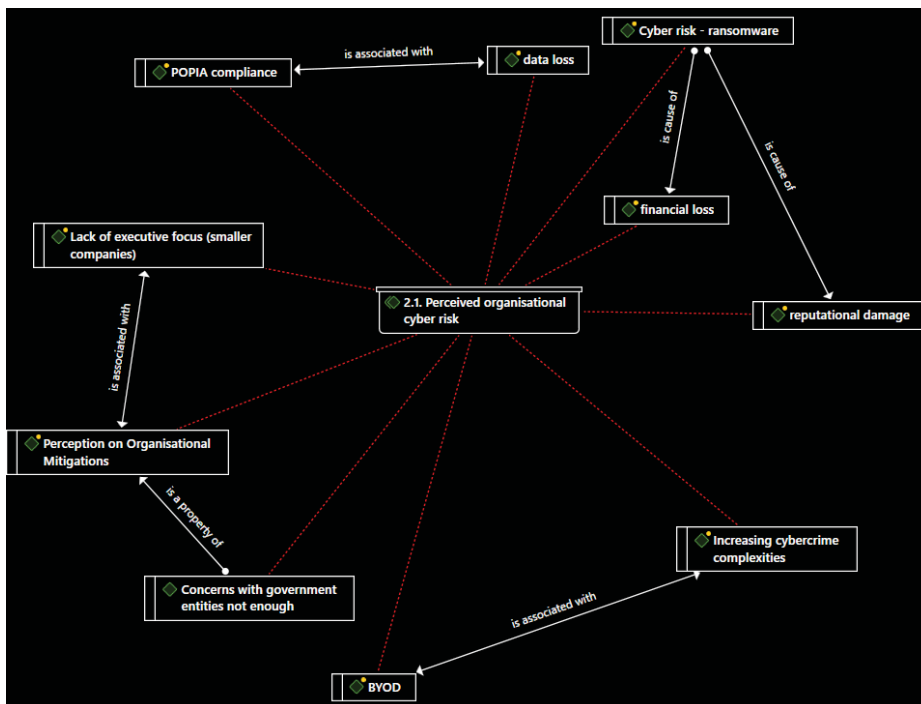 Cyber risk - ransomware
is associated with
data loss
POPIA compliance
is cause of
is cause of
financial loss
Lack of executive focus (smaller
companies)
2.1. Perceived organisational
cyber risk
reputational damage
is associated with
Perception on Organisational
Mitigations
is a property of
Increasing cybercrime
complexities
Concerns with government
entities not enough
is associated with
BYOD